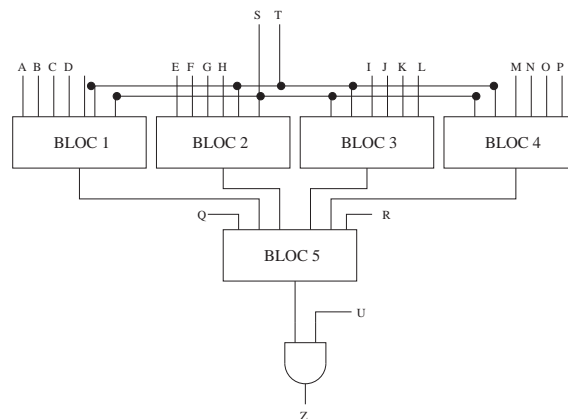 S T
A B C D E F G H I J K L M N O P
BLOC 1 BLOC 2 BLOC 3 BLOC 4
Q R
BLOC 5
U
Z